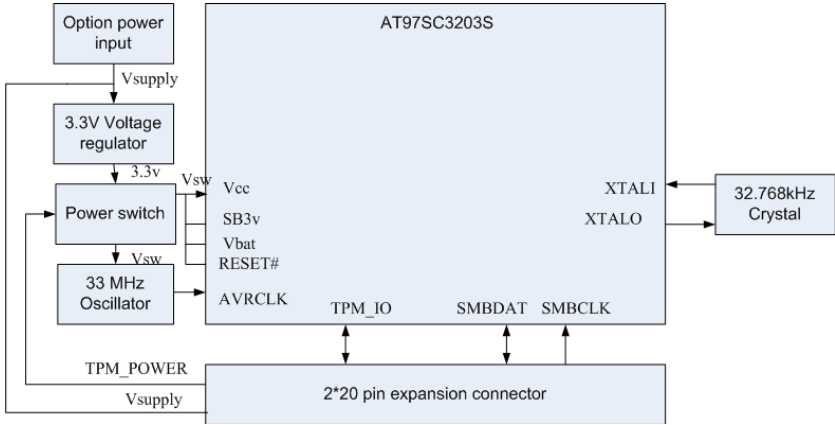 Option power
input
AT97SC3203S
Vsupply
3.3V Voltage
regulator
3.3v
Vsw
Vcc
XTALI
32.768kHz
Crystal
Power switch
SB3v
XTALO
Vbat
Vsw
RESET#
33 MHz
Oscillator
AVRCLK
TPM_IO
SMBDAT
SMBCLK
TPM_POWER
2*20 pin expansion connector
Vsupply